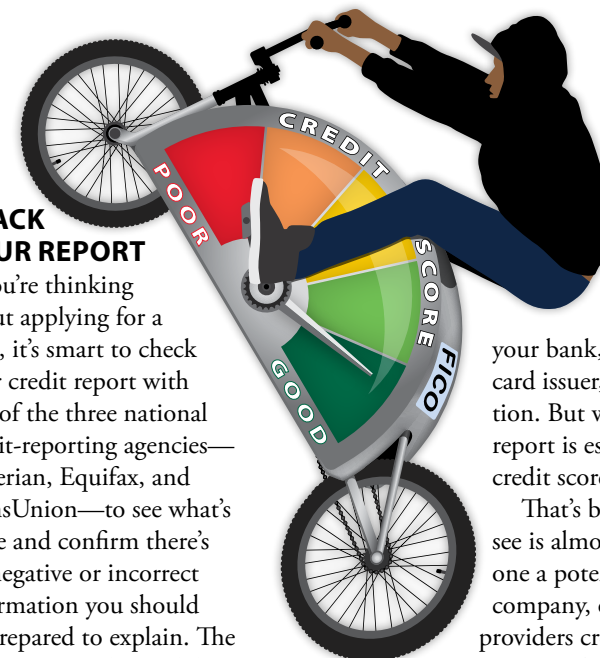 CREDIT
SCORE
POOR
GOOD
FICO
ACK
UR REPORT
u're thinking
ut applying for a
, it's smart to check
credit report with
of the three national
it-reporting agencies—
erian, Equifax, and
nsUnion—to see what's
e and confirm there's
egative or incorrect
rmation you should
repared to explain. The
your bank,
card issuer,
tion. But w
report is es
credit score
That's b
see is almo
one a poten
company, c
providers cr